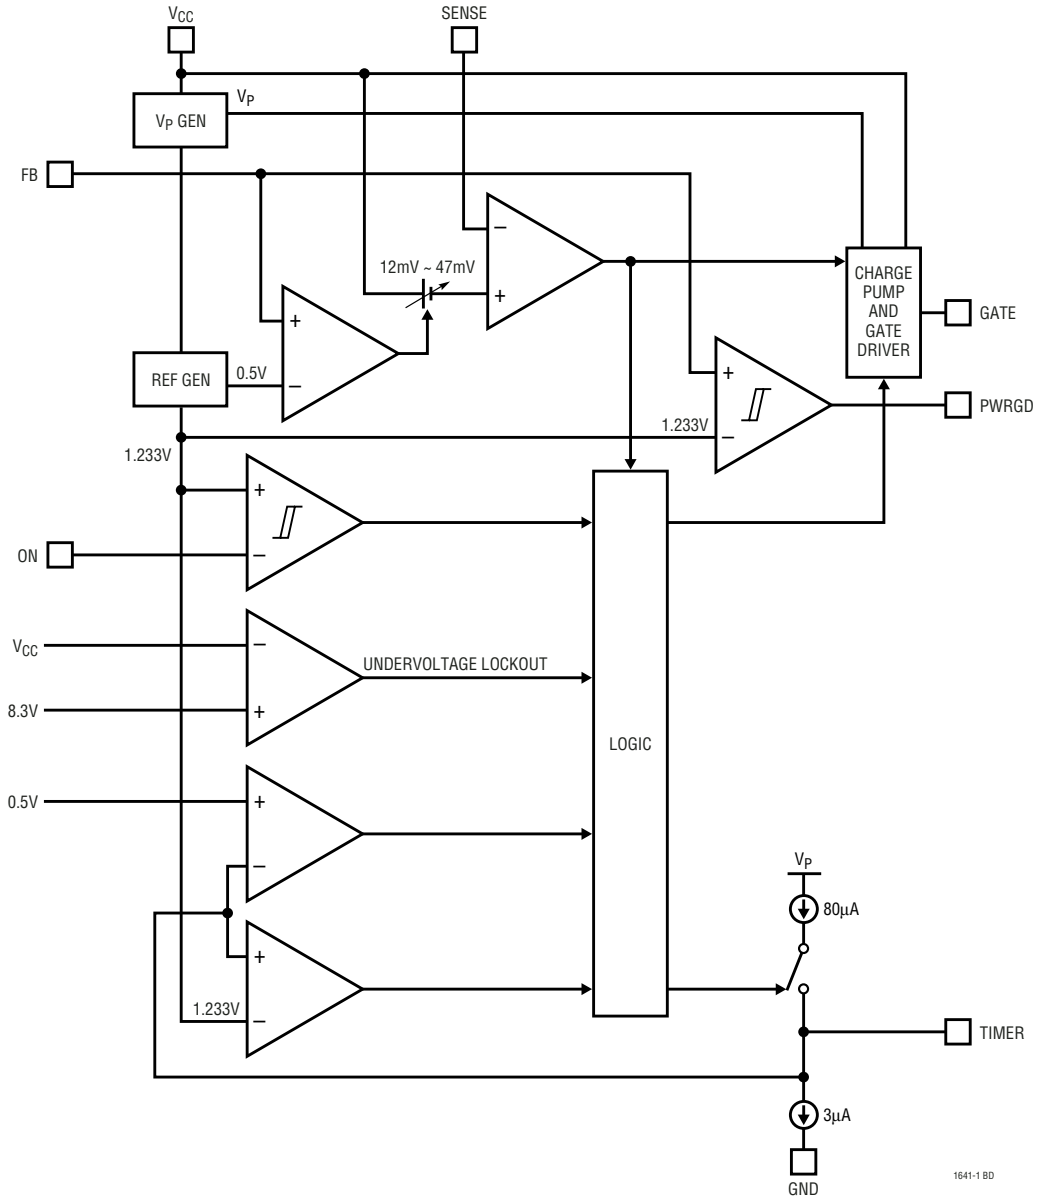 VCC
SENSE
VP
VP GEN
FB
12mV ~ 47mV
−
+
CHARGE
PUMP
AND
GATE
DRIVER
GATE
+
−
REF GEN
0.5V
+
−
PWRGD
1.233V
1.233V
+
−
ON
VCC
−
UNDERVOLTAGE LOCKOUT
8.3V
+
LOGIC
0.5V
+
−
VP
80µA
+
1.233V
−
TIMER
3µA
GND
1641-1 BD